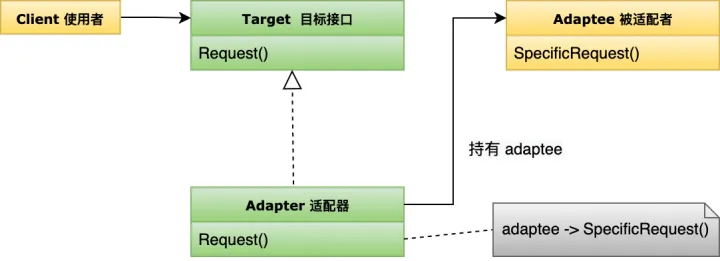 Client 使用者
Target 目标接口
Request()
Adaptee 被适配者
SpecificRequest()
持有 adaptee
Adapter 适配器
Request()
adaptee -> SpecificRequest()